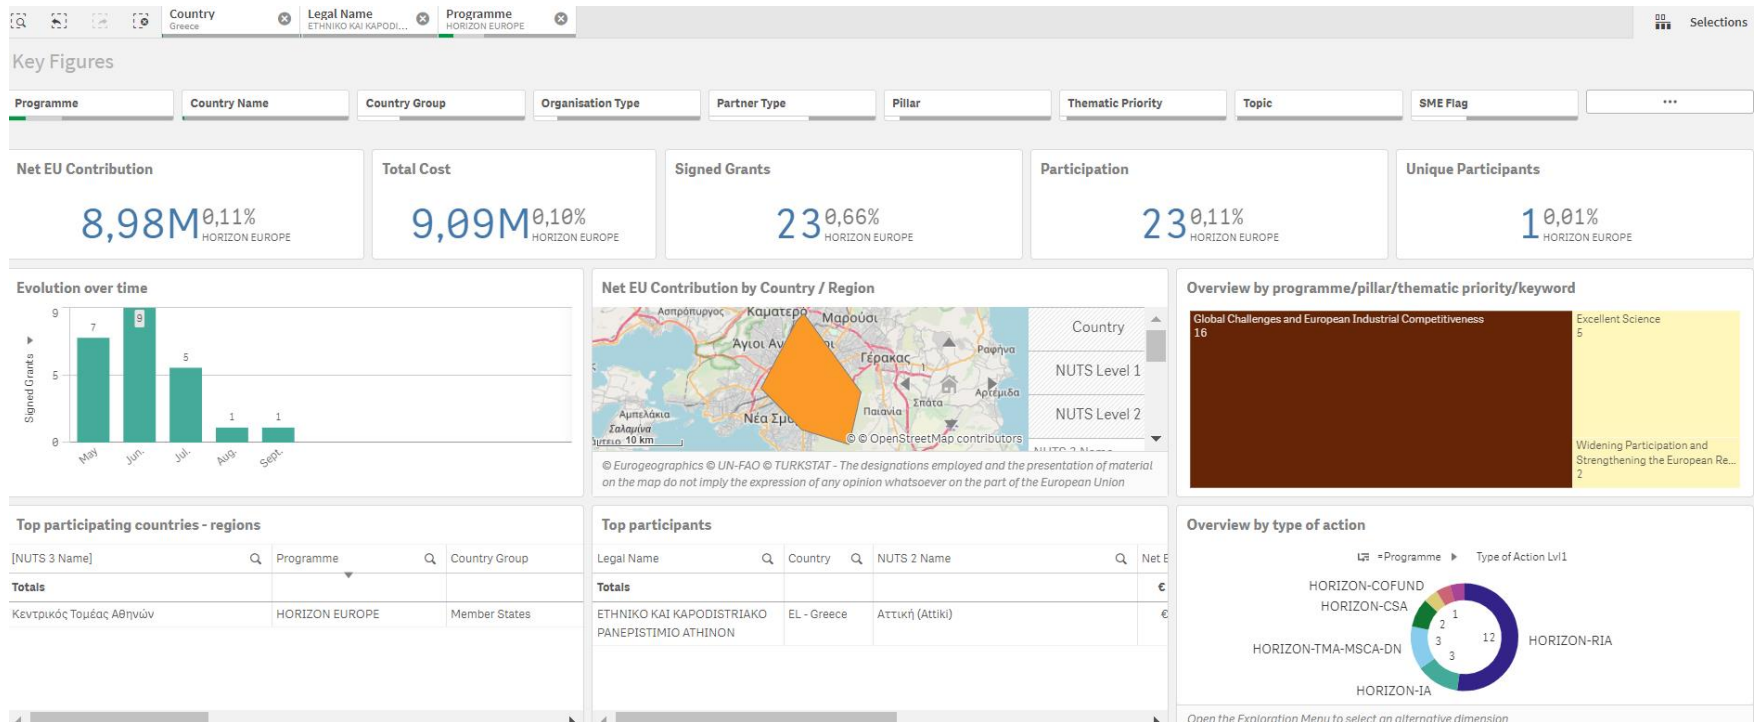 Country
Greece
Legal Name
ETHNIKO KAI KAPODI...
Programme
HORIZON EUROPE
Selections
Key Figures
Programme
Country Name
Country Group
Organisation Type
Partner Type
Pillar
Thematic Priority
Topic
SME Flag
...
Net EU Contribution
8,98M 0,11%
HORIZON EUROPE
Total Cost
9,09M 0,10%
HORIZON EUROPE
Signed Grants
23 0,66%
HORIZON EUROPE
Participation
23 0,11%
HORIZON EUROPE
Unique Participants
1 0,01%
HORIZON EUROPE
Evolution over time
Signed Grants
9
5
0
7
9
5
1
1
May
Jun.
Jul.
Aug.
Sept.
Net EU Contribution by Country / Region
Ασπρόπυργος
Καματερό
Μαρούσι
Γέρακας
Ραφήνα
Αρτέμιδα
Σπάτα
Παιανία
Αμπελάκια
Σαλαμίνα
10 km
© © OpenStreetMap contributors
Country
NUTS Level 1
NUTS Level 2
© Eurogeographics © UN-FAO © TURKSTAT - The designations employed and the presentation of material
on the map do not imply the expression of any opinion whatsoever on the part of the European Union
Overview by programme/pillar/thematic priority/keyword
Global Challenges and European Industrial Competitiveness
16
Excellent Science
5
Widening Participation and
Strengthening the European Re...
2
Top participating countries - regions
[NUTS 3 Name]
Programme
Country Group
Totals
Κεντρικός Τομέας Αθηνών
HORIZON EUROPE
Member States
Top participants
Legal Name
Country
NUTS 2 Name
Net E
Totals
€
ETHNIKO KAI KAPODISTRIAKO
PANEPISTIMIO ATHINON
EL - Greece
Αττική (Attiki)
€
Overview by type of action
=Programme
Type of Action Lvl1
HORIZON-COFUND
HORIZON-CSA
HORIZON-TMA-MSCA-DN
HORIZON-IA
HORIZON-RIA
1
2
3
3
12
Open the Exploration Menu to select an alternative dimension